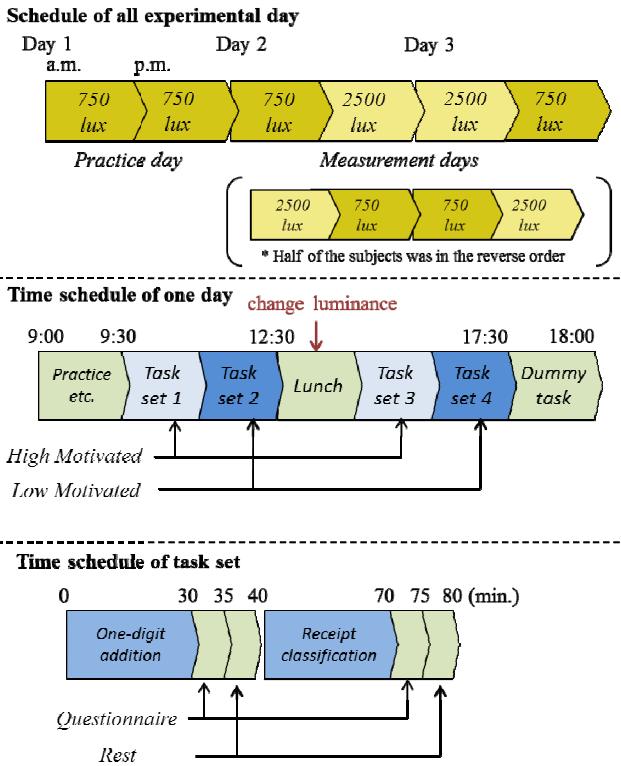 Schedule of all experimental day
Day 1 Day 2 Day 3
a.m. p.m.
750 lux 750 lux 750 lux 2500 lux 2500 lux 750 lux
Practice day Measurement days
2500 lux 750 lux 750 lux 2500 lux
* Half of the subjects was in the reverse order
Time schedule of one day
change luminance
9:00 9:30 12:30 17:30 18:00
Practice etc. Task set 1 Task set 2 Lunch Task set 3 Task set 4 Dummy task
High Motivated
Low Motivated
Time schedule of task set
0 30 35 40 70 75 80 (min.)
One-digit addition Receipt classification
Questionnaire
Rest